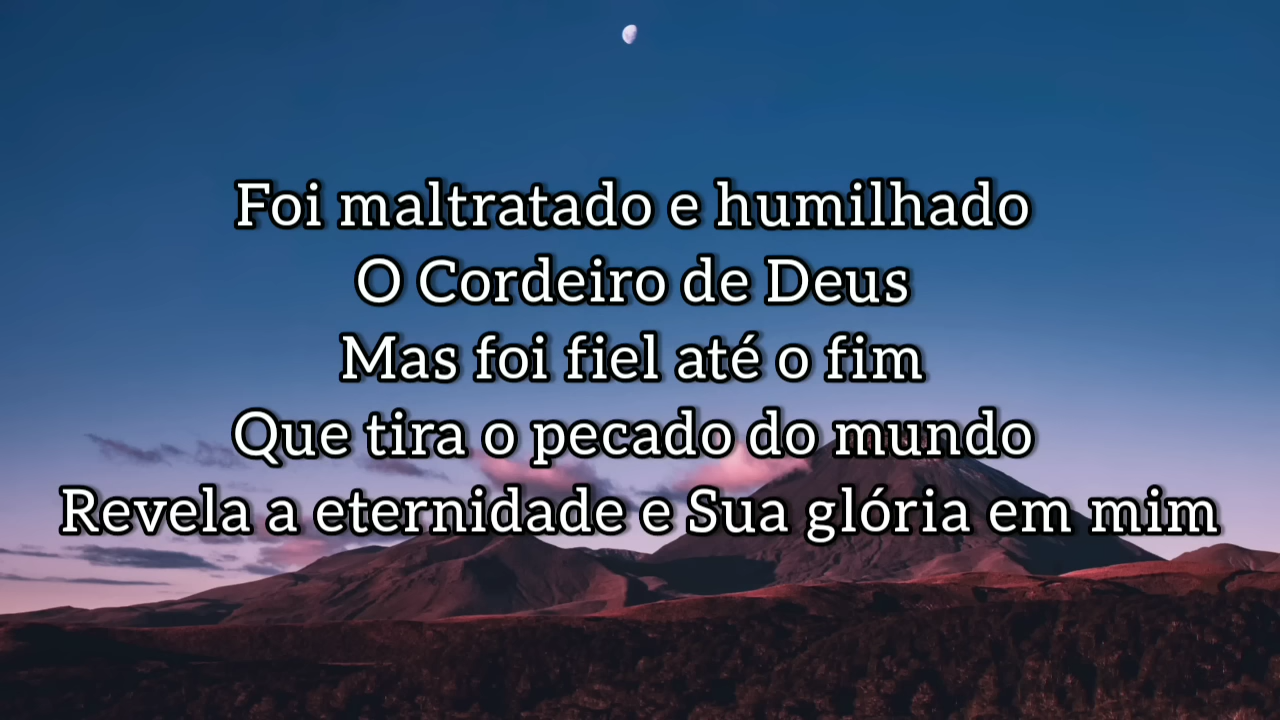 Foi maltratado e humilhado
O Cordeiro de Deus
Mas foi fiel até o fim
Que tira o pecado do mundo
Revela a eternidade e Sua glória em mim